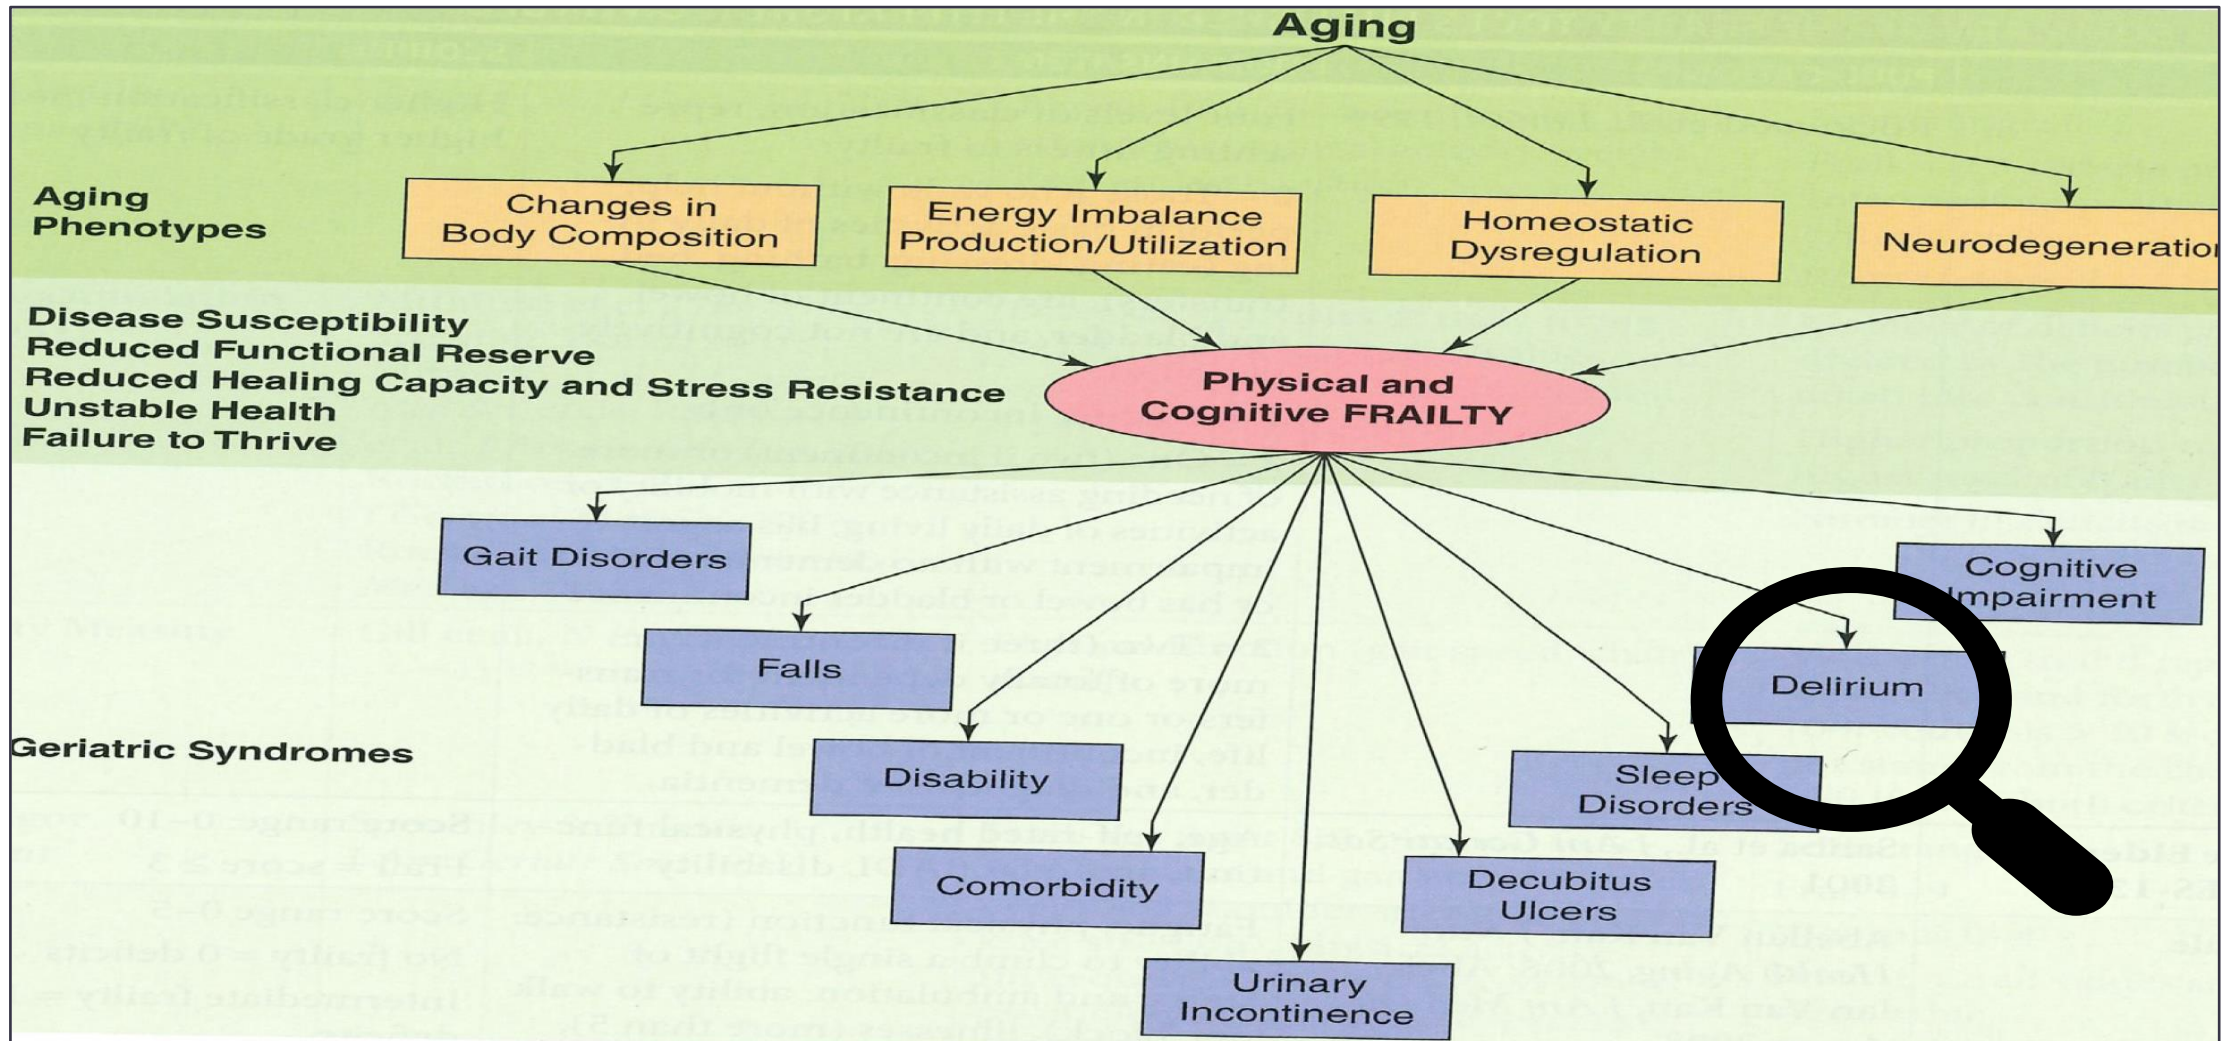 Aging
Aging
Phenotypes
Changes in
Body Composition
Energy Imbalance
Production/Utilization
Homeostatic
Dysregulation
Neurodegeneration
Disease Susceptibility
Reduced Functional Reserve
Reduced Healing Capacity and Stress Resistance
Unstable Health
Failure to Thrive
Physical and
Cognitive FRAILTY
Gait Disorders
Cognitive
Impairment
Falls
Delirium
Geriatric Syndromes
Disability
Sleep
Disorders
Comorbidity
Decubitus
Ulcers
Urinary
Incontinence